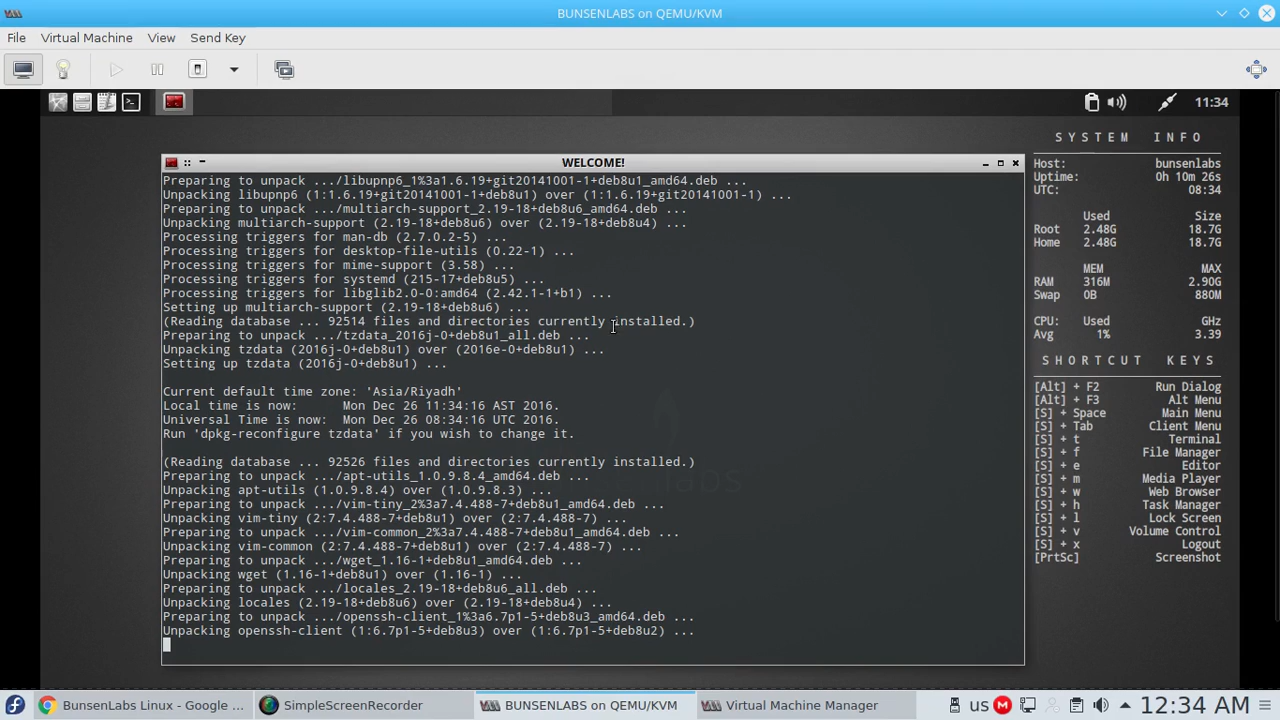 BUNSENLABS on QEMU/KVM
File Virtual Machine View Send Key
11:34
WELCOME!
Preparing to unpack .../libupnp6_1%3a1.6.19+git20141001-1+deb8u1_amd64.deb ...
Unpacking libupnp6 (1:1.6.19+git20141001-1+deb8u1) over (1:1.6.19+git20141001-1) ...
Preparing to unpack .../multiarch-support_2.19-18+deb8u6_amd64.deb ...
Unpacking multiarch-support (2.19-18+deb8u6) over (2.19-18+deb8u4) ...
Processing triggers for man-db (2.7.0.2-5) ...
Processing triggers for desktop-file-utils (0.22-1) ...
Processing triggers for mime-support (3.58) ...
Processing triggers for systemd (215-17+deb8u5) ...
Processing triggers for libglib2.0-0:amd64 (2.42.1-1+b1) ...
Setting up multiarch-support (2.19-18+deb8u6) ...
(Reading database ... 92514 files and directories currently installed.)
Preparing to unpack .../tzdata_2016j-0+deb8u1_all.deb ...
Unpacking tzdata (2016j-0+deb8u1) over (2016e-0+deb8u1) ...
Setting up tzdata (2016j-0+deb8u1) ...
Current default time zone: 'Asia/Riyadh'
Local time is now: Mon Dec 26 11:34:16 AST 2016.
Universal Time is now: Mon Dec 26 08:34:16 UTC 2016.
Run 'dpkg-reconfigure tzdata' if you wish to change it.
(Reading database ... 92526 files and directories currently installed.)
Preparing to unpack .../apt-utils_1.0.9.8.4_amd64.deb ...
Unpacking apt-utils (1.0.9.8.4) over (1.0.9.8.3) ...
Preparing to unpack .../vim-tiny_2%3a7.4.488-7+deb8u1_amd64.deb ...
Unpacking vim-tiny (2:7.4.488-7+deb8u1) over (2:7.4.488-7) ...
Preparing to unpack .../vim-common_2%3a7.4.488-7+deb8u1_amd64.deb ...
Unpacking vim-common (2:7.4.488-7+deb8u1) over (2:7.4.488-7) ...
Preparing to unpack .../wget_1.16-1+deb8u1_amd64.deb ...
Unpacking wget (1.16-1+deb8u1) over (1.16-1) ...
Preparing to unpack .../locales_2.19-18+deb8u6_all.deb ...
Unpacking locales (2.19-18+deb8u6) over (2.19-18+deb8u4) ...
Preparing to unpack .../openssh-client_1%3a6.7p1-5+deb8u3_amd64.deb ...
Unpacking openssh-client (1:6.7p1-5+deb8u3) over (1:6.7p1-5+deb8u2) ...
SYSTEM INFO
Host: bunsenlabs
Uptime: 0h 10m 26s
UTC: 08:34
Used Size
Root 2.48G 18.7G
Home 2.48G 18.7G
MEM MAX
RAM 316M 2.90G
Swap 0B 880M
CPU: Used GHz
Avg 1% 3.39
SHORTCUT KEYS
[Alt] + F2 Run Dialog
[Alt] + F3 Alt Menu
[S] + Space Main Menu
[S] + Tab Client Menu
[S] + t Terminal
[S] + f File Manager
[S] + e Editor
[S] + m Media Player
[S] + w Web Browser
[S] + h Task Manager
[S] + l Lock Screen
[S] + v Volume Control
[S] + x Logout
[PrtSc] Screenshot
BunsenLabs Linux - Google ... SimpleScreenRecorder BUNSENLABS on QEMU/KVM Virtual Machine Manager us 12:34 AM